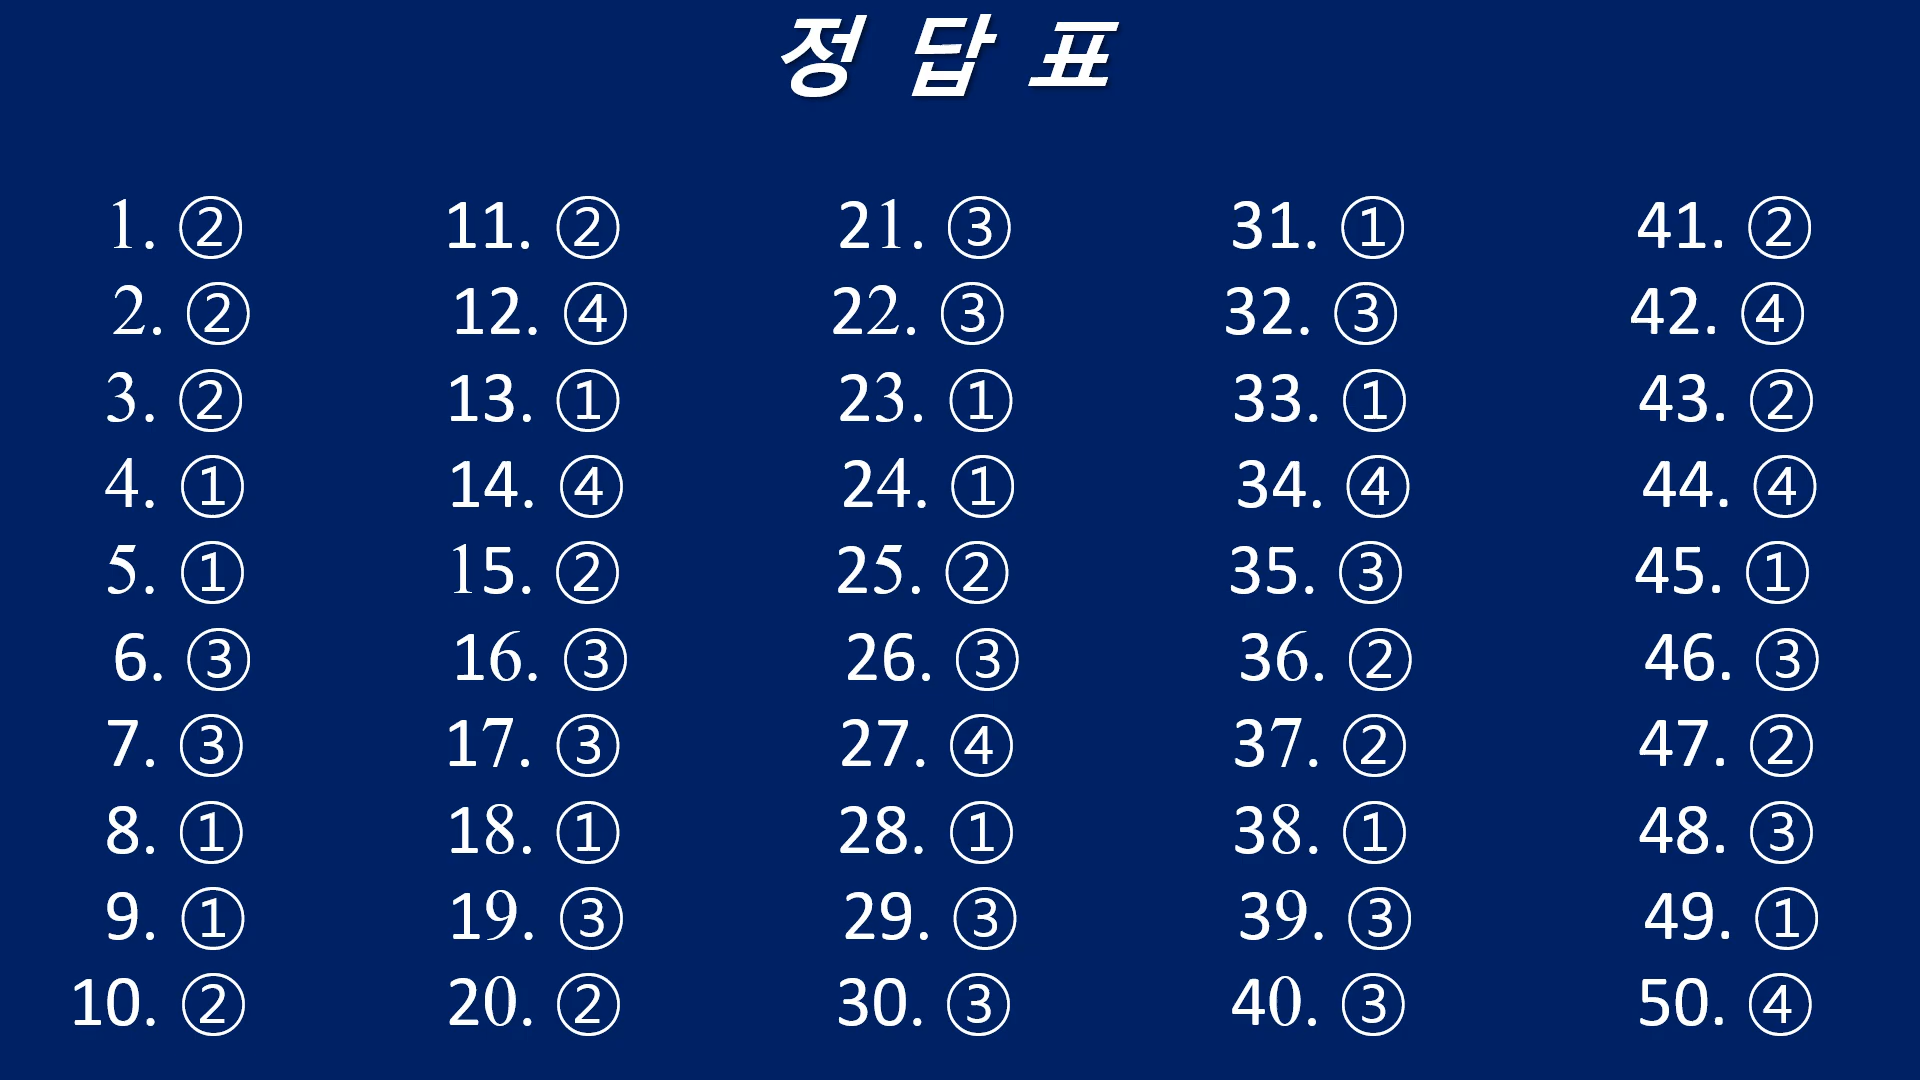 정 답 표
1. ② 11. ② 21. ③ 31. ① 41. ②
2. ② 12. ④ 22. ③ 32. ③ 42. ④
3. ② 13. ① 23. ① 33. ① 43. ②
4. ① 14. ④ 24. ① 34. ④ 44. ④
5. ① 15. ② 25. ② 35. ③ 45. ①
6. ③ 16. ③ 26. ③ 36. ② 46. ③
7. ③ 17. ③ 27. ④ 37. ② 47. ②
8. ① 18. ① 28. ① 38. ① 48. ③
9. ① 19. ③ 29. ③ 39. ③ 49. ①
10. ② 20. ② 30. ③ 40. ③ 50. ④